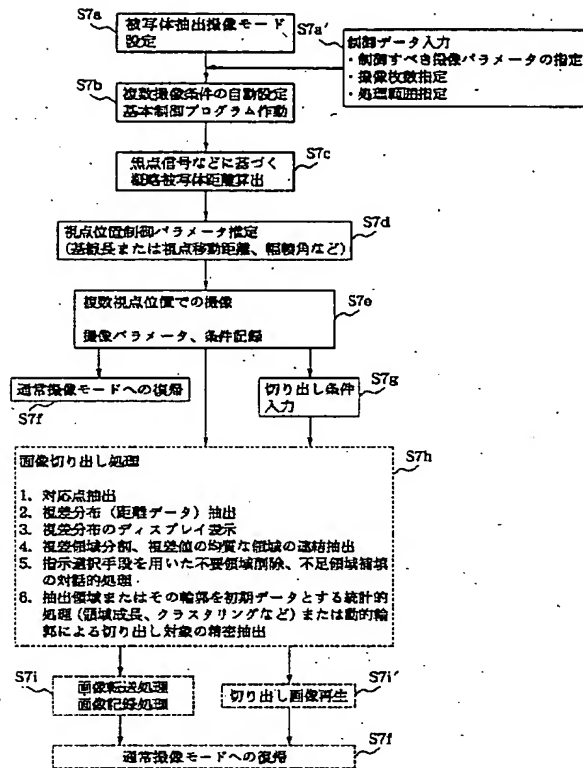 S7a
被写体抽出撮像モード
設定
S7a′
制御データ入力
・制御すべき撮像パラメータの指定
・撮像枚数指定
・処理範囲指定
S7b
複数撮像条件の自動設定
基本制御プログラム作動
焦点信号などに基づく
概略被写体距離算出
S7c
S7d
視点位置制御パラメータ推定
(基線長または視点移動距離、輻輳角など)
複数視点位置での撮像
撮像パラメータ、条件記録
S7e
通常撮像モードへの復帰
S7f
切り出し条件
入力
S7g
S7h
画像切り出し処理
1. 対応点抽出
2. 視差分布(距離データ)抽出
3. 視差分布のディスプレイ表示
4. 視差領域分割、視差値の均質な領域の連結抽出
5. 指示選択手段を用いた不要領域削除、不足領域補填
の対話的処理
6. 抽出領域またはその輪郭を初期データとする統計的
処理(領域成長、クラスタリングなど)または動的輪
郭による切り出し対象の精密抽出
S7i
画像転送処理
画像記録処理
S7i′
切り出し画像再生
S7f
通常撮像モードへの復帰